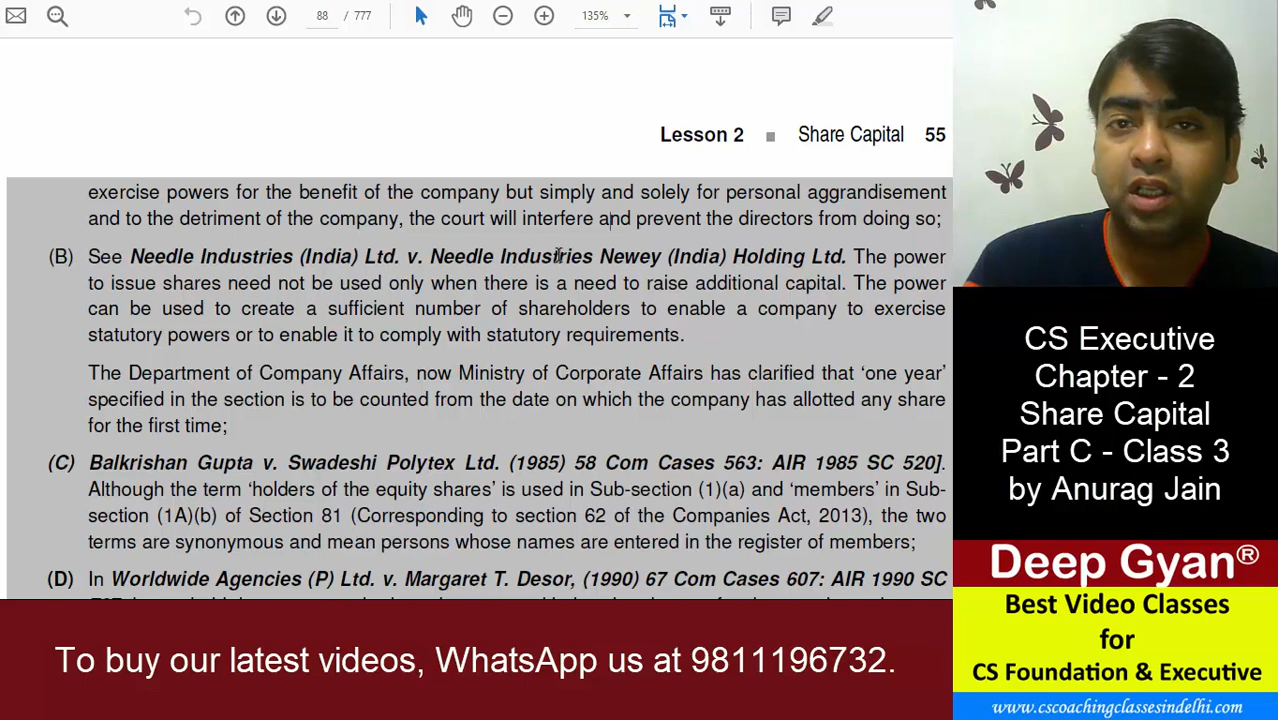 88 / 777
135%
Lesson 2 ■ Share Capital 55
exercise powers for the benefit of the company but simply and solely for personal aggrandisement
and to the detriment of the company, the court will interfere and prevent the directors from doing so;
(B) See Needle Industries (India) Ltd. v. Needle Industries Newey (India) Holding Ltd. The power
to issue shares need not be used only when there is a need to raise additional capital. The power
can be used to create a sufficient number of shareholders to enable a company to exercise
statutory powers or to enable it to comply with statutory requirements.
The Department of Company Affairs, now Ministry of Corporate Affairs has clarified that ‘one year’
specified in the section is to be counted from the date on which the company has allotted any share
for the first time;
(C) Balkrishan Gupta v. Swadeshi Polytex Ltd. (1985) 58 Com Cases 563: AIR 1985 SC 520].
Although the term ‘holders of the equity shares’ is used in Sub-section (1)(a) and ‘members’ in Sub-
section (1A)(b) of Section 81 (Corresponding to section 62 of the Companies Act, 2013), the two
terms are synonymous and mean persons whose names are entered in the register of members;
(D) In Worldwide Agencies (P) Ltd. v. Margaret T. Desor, (1990) 67 Com Cases 607: AIR 1990 SC
To buy our latest videos, WhatsApp us at 9811196732.
CS Executive
Chapter - 2
Share Capital
Part C - Class 3
by Anurag Jain
Deep Gyan®
Best Video Classes
for
CS Foundation & Executive
www.cscoachingclassesindelhi.com